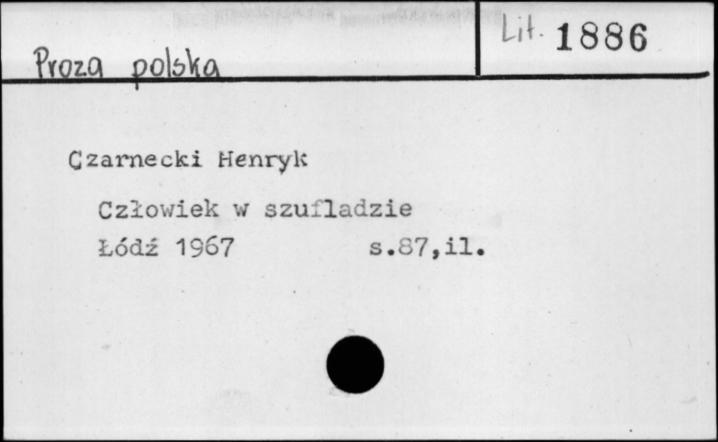 Lit. 1886
Proza polska
Czarnecki Henryk
Człowiek w szufladzie
Łódź 1967 s.87,il.